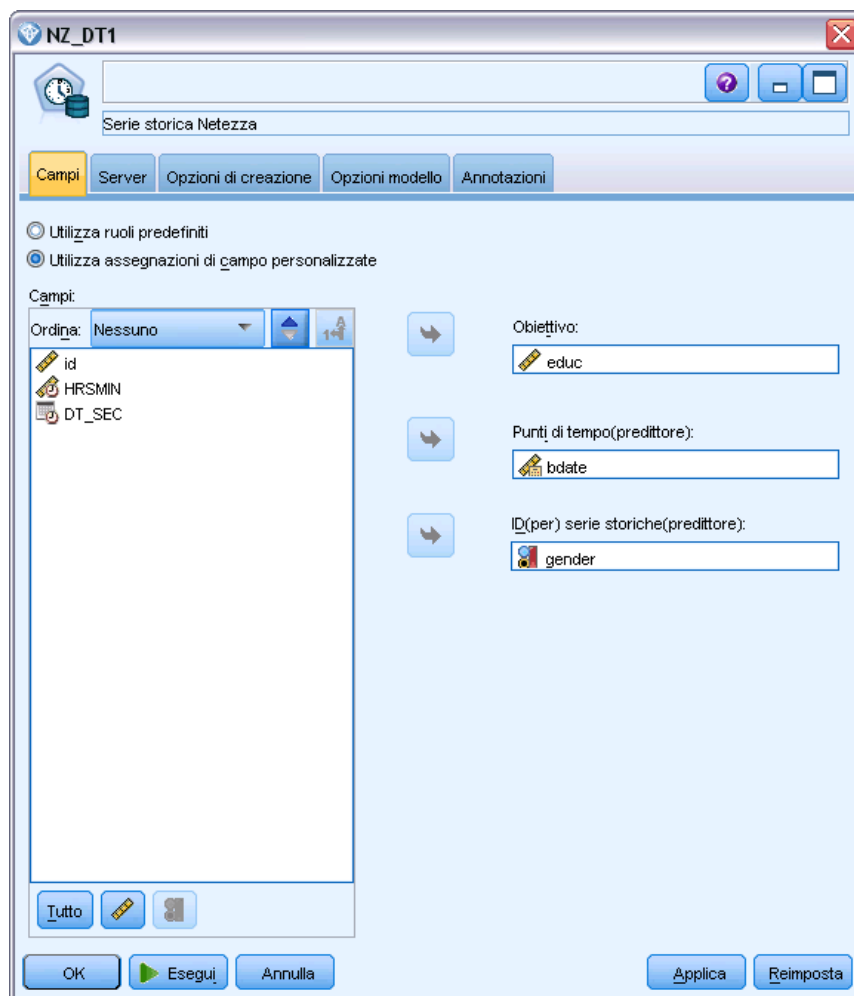 NZ_DT1
Serie storica Netezza
Campi Server Opzioni di creazione Opzioni modello Annotazioni
Utilizza ruoli predefiniti
Utilizza assegnazioni di campo personalizzate
Campi:
Ordina: Nessuno
id
HRSMIN
DT_SEC
Obiettivo:
educ
Punti di tempo(predittore):
bdate
ID(per) serie storiche(predittore):
gender
Tutto
OK Esegui Annulla Applica Reimposta